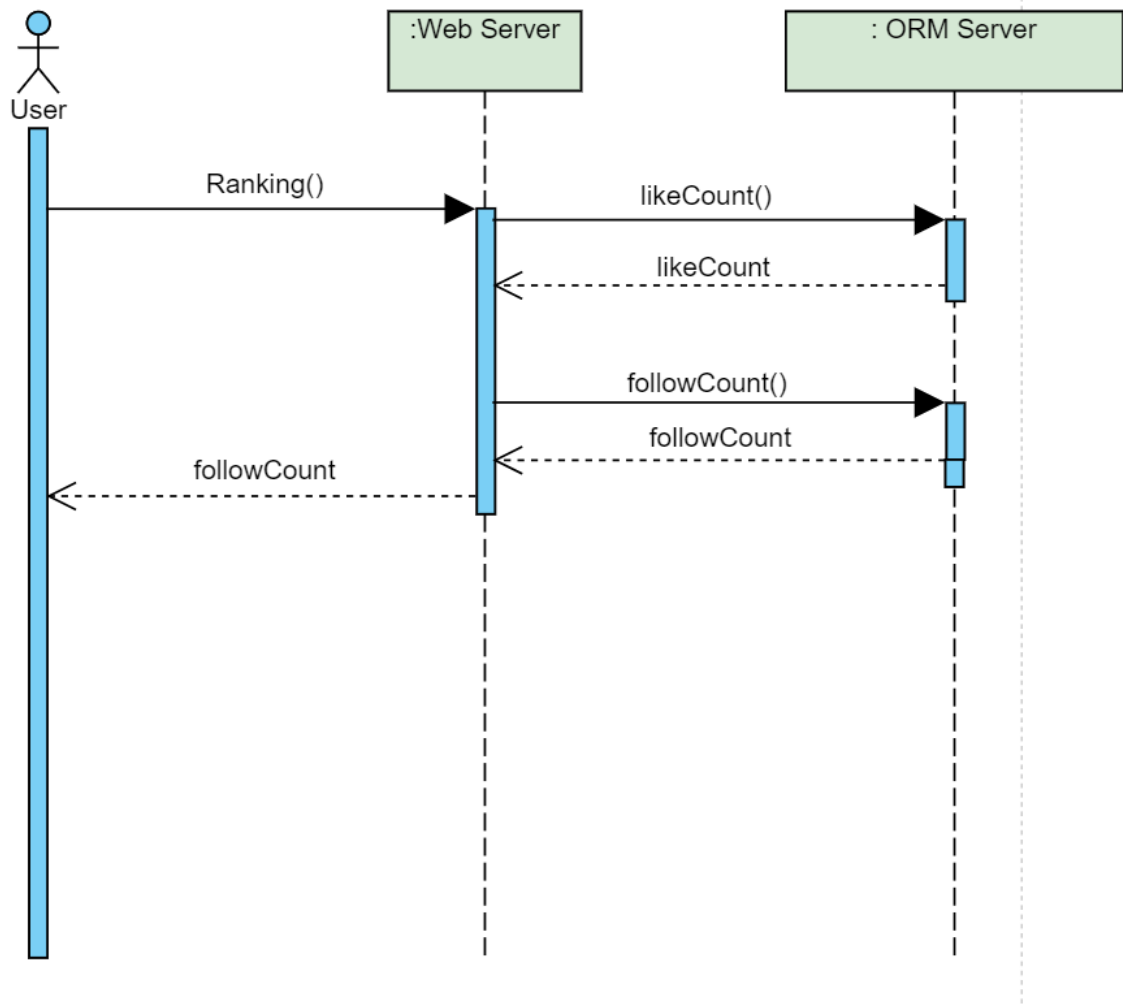 :Web Server
: ORM Server
User
Ranking()
likeCount()
likeCount
followCount()
followCount
followCount